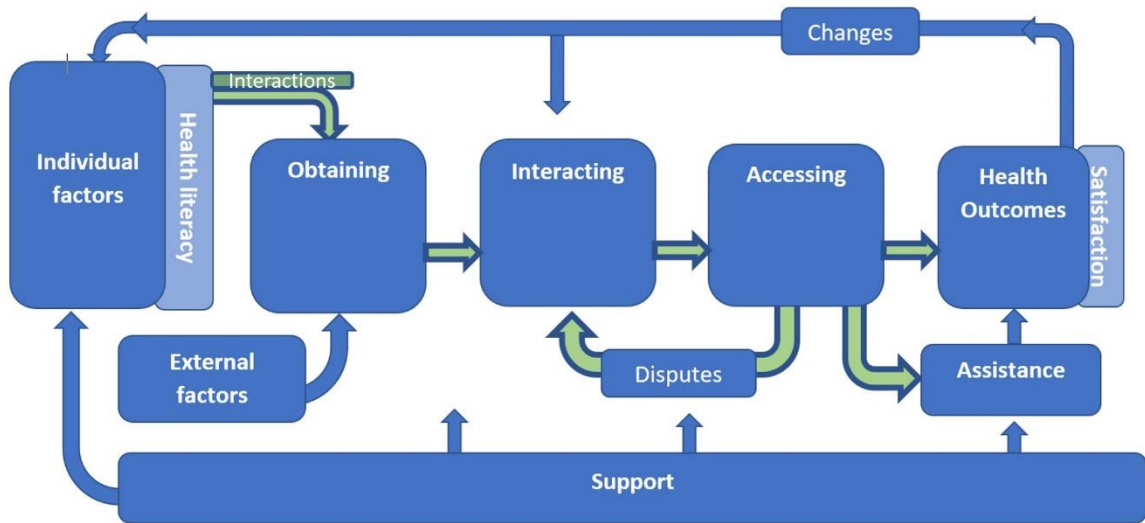 Changes
Interactions
Individual
factors
Health literacy
Obtaining
Interacting
Accessing
Health
Outcomes
Satisfaction
External
factors
Disputes
Assistance
Support